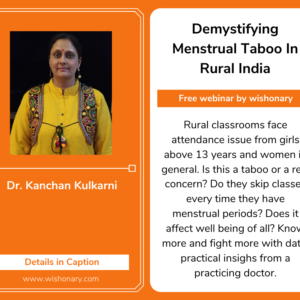 Demystifying
Menstrual Taboo In
Rural India
Free webinar by wishonary
Rural classrooms face
attendance issue from girls
above 13 years and women i
general. Is this a taboo or a re
concern? Do they skip classe
every time they have
menstrual periods? Does it
affect well being of all? Know
more and fight more with dat
practical insighs from a
practicing doctor.
Dr. Kanchan Kulkarni
Details in Caption
www.wishonary.com